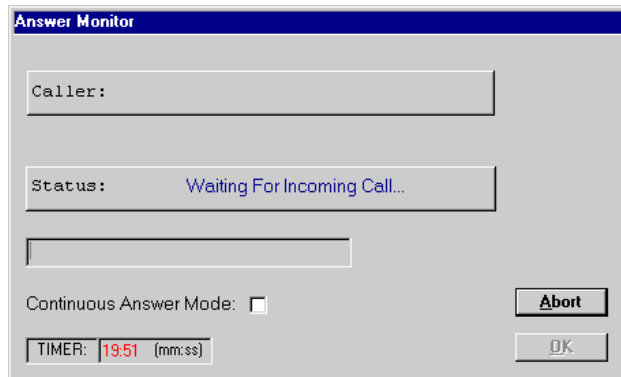 Answer Monitor
Caller:
Status: Waiting For Incoming Call...
Continuous Answer Mode:
Abort
TIMER: 19:51 (mm:ss)
OK